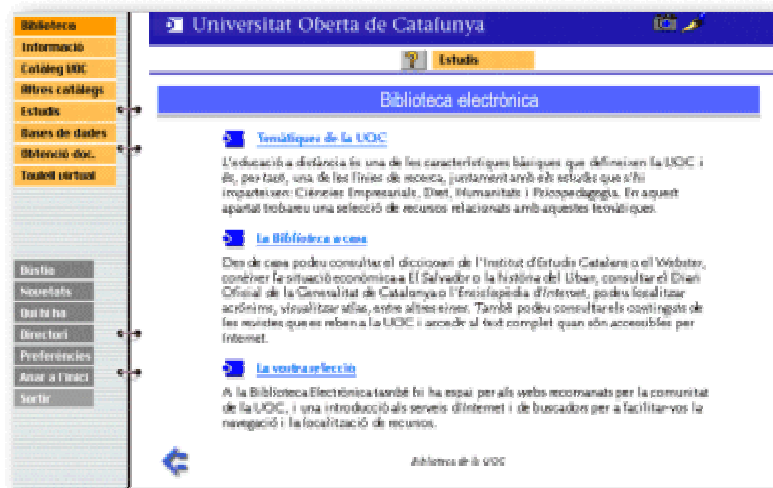 Biblioteca
Informació
Catàleg UOC
Altres catàlegs
Estudis
Bases de dades
Obtenció doc.
Taulell virtual
Bústia
Novetats
Qui hi ha
Directori
Preferències
Anar a l'inici
Sortir
Universitat Oberta de Catalunya
? Estudis
Biblioteca electrònica
Temàtiques de la UOC
L'educació a distància és una de les característiques bàsiques que defineixen la UOC i
és, per tant, una de les línies de recerca, juntament amb els estudis que s'hi
imparteixen: Ciències Empresarials, Dret, Humanitats i Psicopedagogia. En aquest
apartat trobareu una selecció de recursos relacionats amb aquestes temàtiques.
La Biblioteca a casa
Des de casa podeu consultar el diccionari de l'Institut d'Estudis Catalans o el Webster,
conèixer la situació econòmica a El Salvador o la història del Líban, consultar el Diari
Oficial de la Generalitat de Catalunya o l'Enciclopèdia d'Internet, podeu localitzar
acrònims, visualitzar atlas, entre altres eines. També podeu consultar els continguts de
les revistes que es reben a la UOC i accedir al text complet quan són accessibles per
Internet.
La vostra selecció
A la Biblioteca Electrònica també hi ha espai per als webs recomanats per la comunitat
de la UOC, i una introducció als serveis d'Internet i de buscadors per a facilitar-vos la
navegació i la localització de recursos.
Biblioteca de la UOC